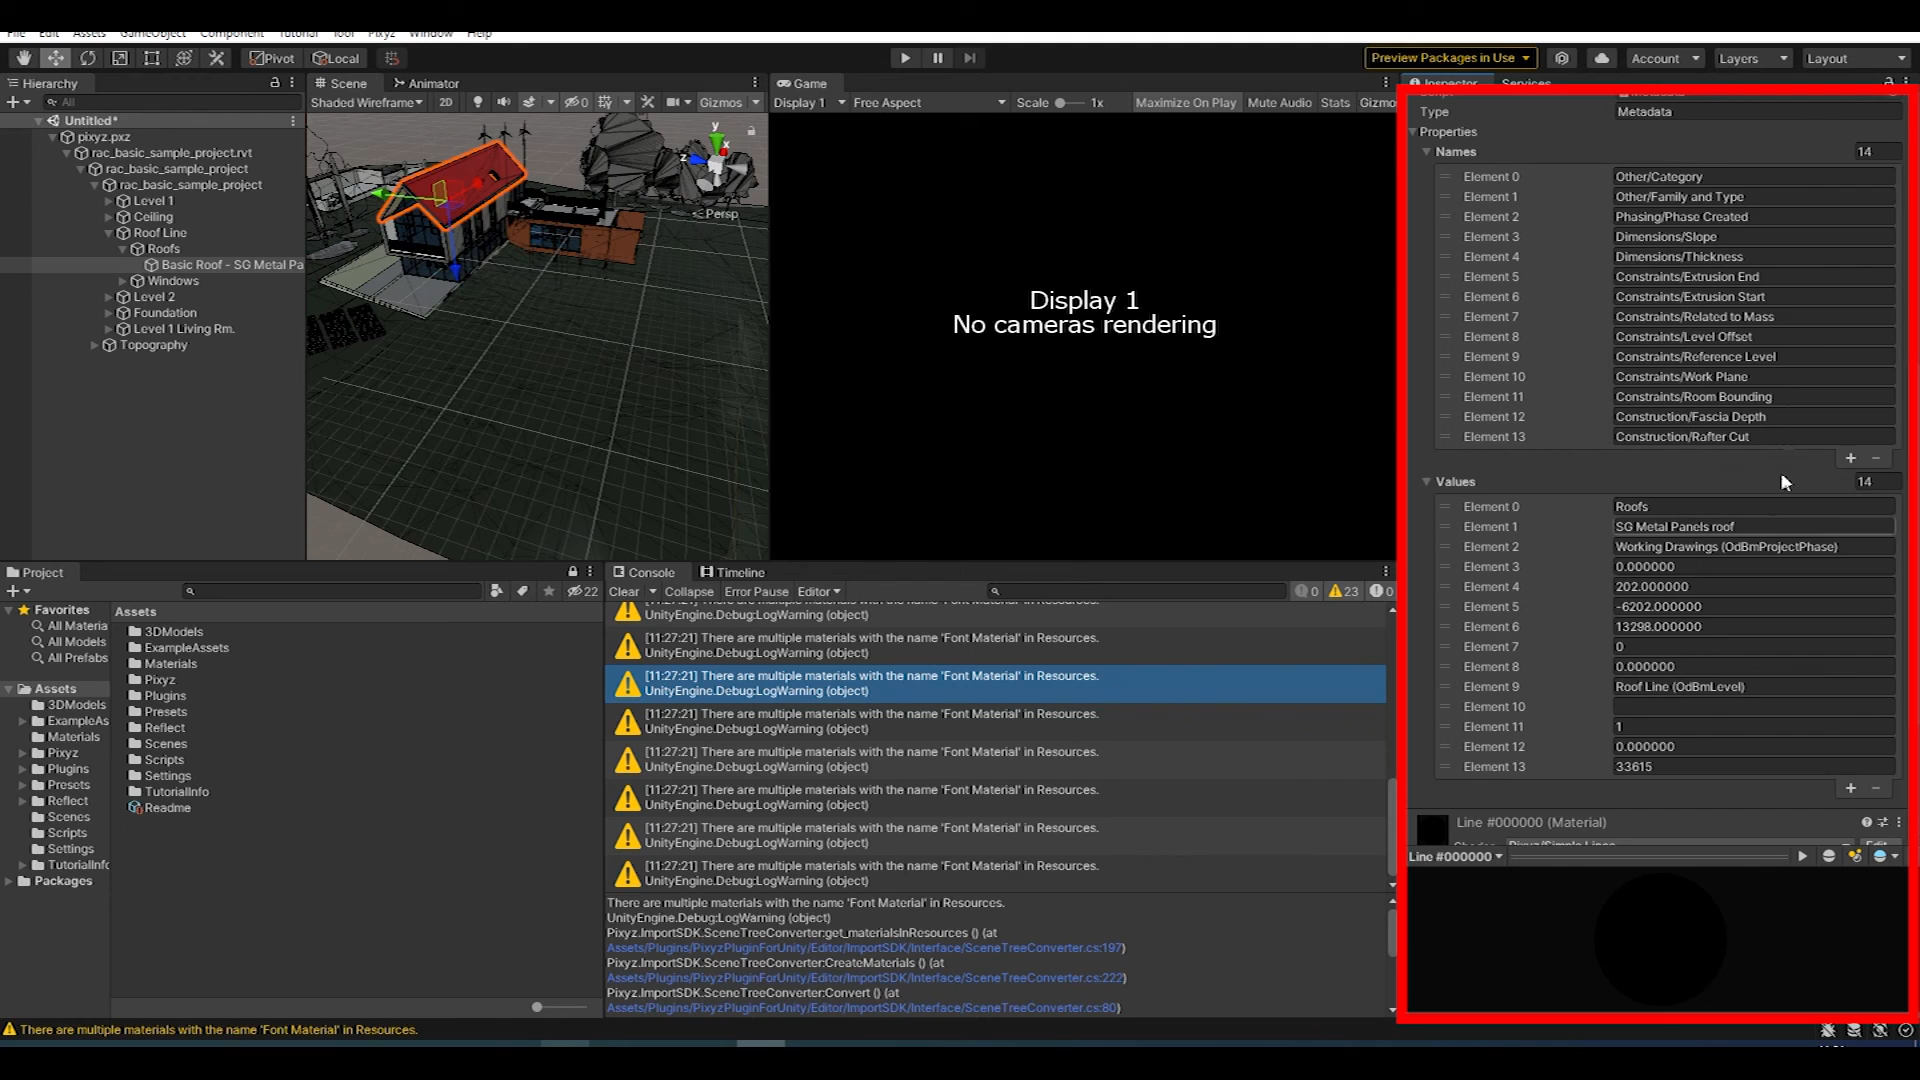 File Edit Assets GameObject Component Tutorial Tool Pixyz Window Help
Pivot Local
Preview Packages in Use Account Layers Layout
Hierarchy
All
Untitled*
pixyz.pxz
rac_basic_sample_project.rvt
rac_basic_sample_project
rac_basic_sample_project
Level 1
Ceiling
Roof Line
Roofs
Basic Roof - SG Metal Pa
Windows
Level 2
Foundation
Level 1 Living Rm.
Topography
Scene Animator
Shaded Wireframe 2D Gizmos
y
x
z
Persp
Game
Display 1 Free Aspect Scale 1x Maximize On Play Mute Audio Stats Gizmos
Display 1
No cameras rendering
Inspector Services
Type Metadata
Properties
Names 14
Element 0 Other/Category
Element 1 Other/Family and Type
Element 2 Phasing/Phase Created
Element 3 Dimensions/Slope
Element 4 Dimensions/Thickness
Element 5 Constraints/Extrusion End
Element 6 Constraints/Extrusion Start
Element 7 Constraints/Related to Mass
Element 8 Constraints/Level Offset
Element 9 Constraints/Reference Level
Element 10 Constraints/Work Plane
Element 11 Constraints/Room Bounding
Element 12 Construction/Fascia Depth
Element 13 Construction/Rafter Cut
Values 14
Element 0 Roofs
Element 1 SG Metal Panels roof
Element 2 Working Drawings (OdBmProjectPhase)
Element 3 0.000000
Element 4 202.000000
Element 5 -6202.000000
Element 6 13298.000000
Element 7 0
Element 8 0.000000
Element 9 Roof Line (OdBmLevel)
Element 10
Element 11 1
Element 12 0.000000
Element 13 33615
Line #000000 (Material)
Line #000000
Project
22
Favorites
All Materia
All Models
All Prefabs
Assets
3DModels
ExampleAs
Materials
Pixyz
Plugins
Presets
Reflect
Scenes
Scripts
Settings
TutorialInfo
Packages
Assets
3DModels
ExampleAssets
Materials
Pixyz
Plugins
Presets
Reflect
Scenes
Scripts
Settings
TutorialInfo
Readme
Console Timeline
Clear Collapse Error Pause Editor 0 23 0
UnityEngine.Debug:LogWarning (object)
[11:27:21] There are multiple materials with the name 'Font Material' in Resources.
UnityEngine.Debug:LogWarning (object)
[11:27:21] There are multiple materials with the name 'Font Material' in Resources.
UnityEngine.Debug:LogWarning (object)
[11:27:21] There are multiple materials with the name 'Font Material' in Resources.
UnityEngine.Debug:LogWarning (object)
[11:27:21] There are multiple materials with the name 'Font Material' in Resources.
UnityEngine.Debug:LogWarning (object)
[11:27:21] There are multiple materials with the name 'Font Material' in Resources.
UnityEngine.Debug:LogWarning (object)
[11:27:21] There are multiple materials with the name 'Font Material' in Resources.
UnityEngine.Debug:LogWarning (object)
[11:27:21] There are multiple materials with the name 'Font Material' in Resources.
UnityEngine.Debug:LogWarning (object)
There are multiple materials with the name 'Font Material' in Resources.
UnityEngine.Debug:LogWarning (object)
Pixyz.ImportSDK.SceneTreeConverter:get_materialsInResources () (at
Assets/Plugins/PixyzPluginForUnity/Editor/ImportSDK/Interface/SceneTreeConverter.cs:197)
Pixyz.ImportSDK.SceneTreeConverter:CreateMaterials () (at
Assets/Plugins/PixyzPluginForUnity/Editor/ImportSDK/Interface/SceneTreeConverter.cs:222)
Pixyz.ImportSDK.SceneTreeConverter:Convert () (at
Assets/Plugins/PixyzPluginForUnity/Editor/ImportSDK/Interface/SceneTreeConverter.cs:80)
There are multiple materials with the name 'Font Material' in Resources.